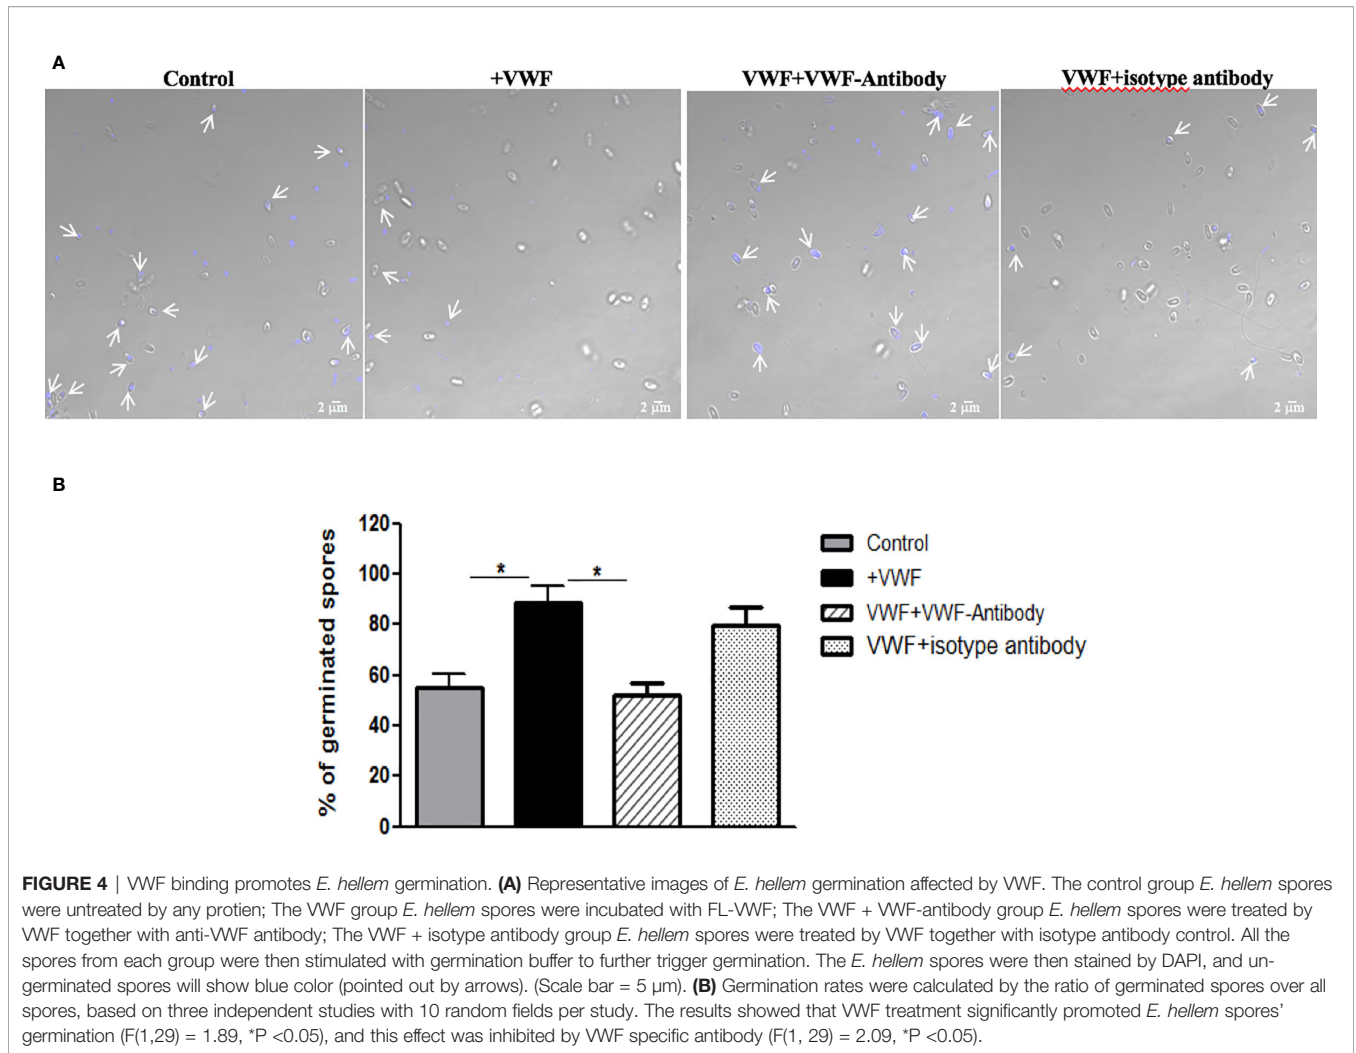 A
Control
+VWF
VWF+VWF-Antibody
VWF+isotype antibody
2 µm
2 µm
2 µm
2 µm
B
% of germinated spores
120
100
80
60
40
20
0
*
*
Control
+VWF
VWF+VWF-Antibody
VWF+isotype antibody
FIGURE 4 | VWF binding promotes E. hellem germination. (A) Representative images of E. hellem germination affected by VWF. The control group E. hellem spores
were untreated by any protien; The VWF group E. hellem spores were incubated with FL-VWF; The VWF + VWF-antibody group E. hellem spores were treated by
VWF together with anti-VWF antibody; The VWF + isotype antibody group E. hellem spores were treated by VWF together with isotype antibody control. All the
spores from each group were then stimulated with germination buffer to further trigger germination. The E. hellem spores were then stained by DAPI, and un-
germinated spores will show blue color (pointed out by arrows). (Scale bar = 5 µm). (B) Germination rates were calculated by the ratio of germinated spores over all
spores, based on three independent studies with 10 random fields per study. The results showed that VWF treatment significantly promoted E. hellem spores'
germination (F(1,29) = 1.89, *P <0.05), and this effect was inhibited by VWF specific antibody (F(1, 29) = 2.09, *P <0.05).